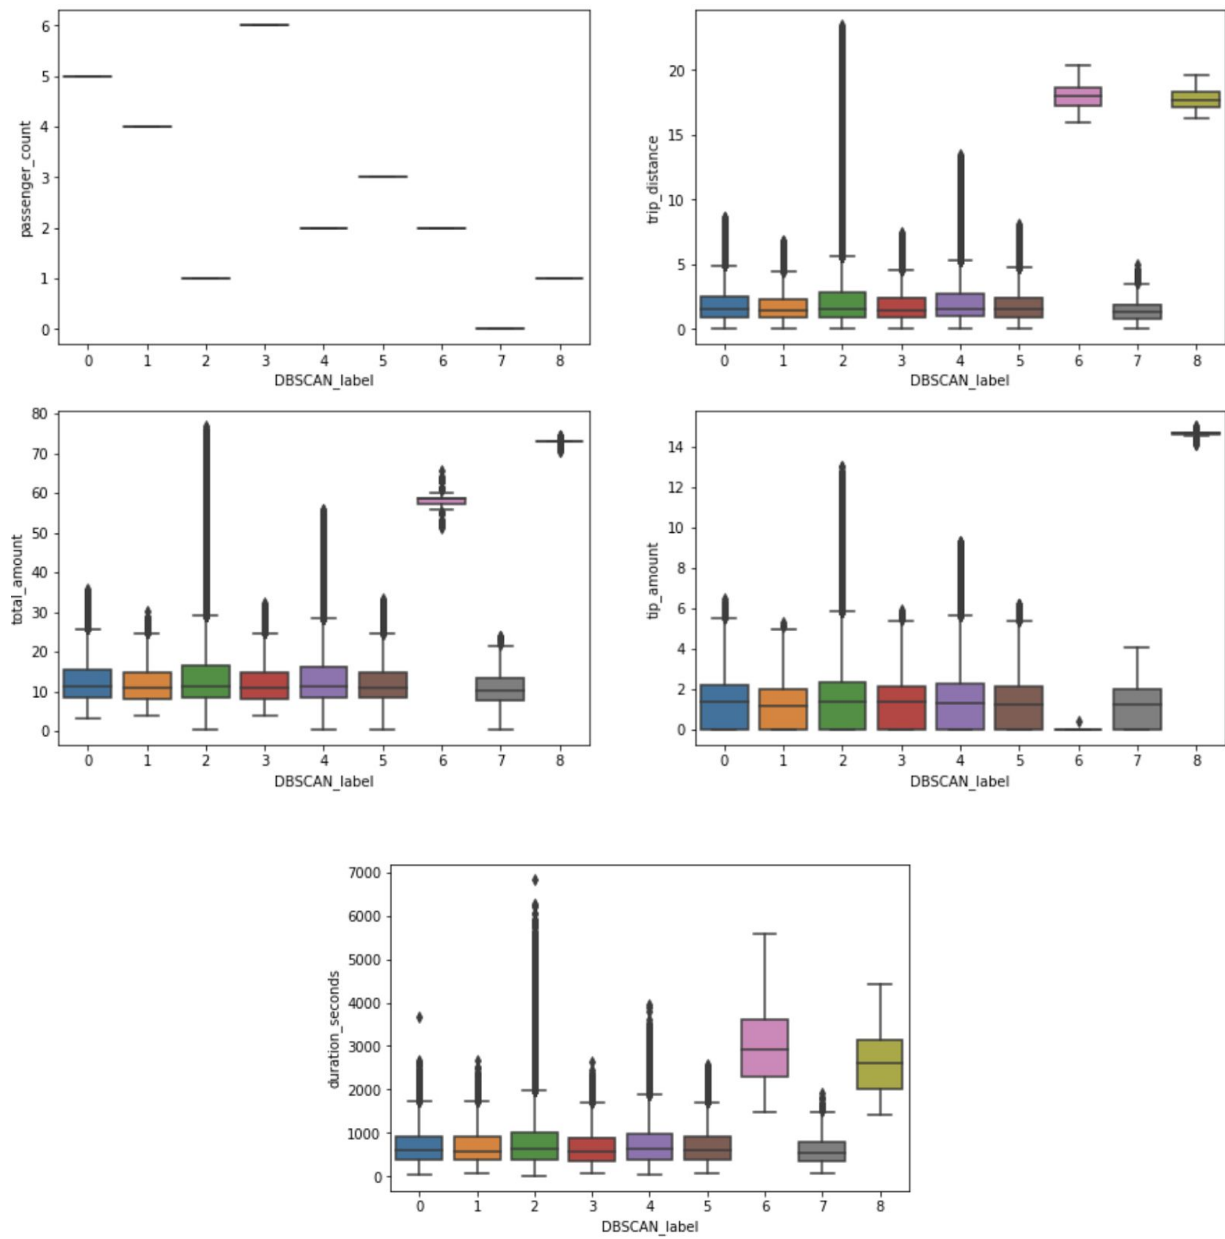 6
5
4
3
2
1
0
passenger_count
0 1 2 3 4 5 6 7 8
DBSCAN_label
20
15
10
5
0
trip_distance
0 1 2 3 4 5 6 7 8
DBSCAN_label
80
70
60
50
40
30
20
10
0
total_amount
0 1 2 3 4 5 6 7 8
DBSCAN_label
14
12
10
8
6
4
2
0
tip_amount
0 1 2 3 4 5 6 7 8
DBSCAN_label
7000
6000
5000
4000
3000
2000
1000
0
duration_seconds
0 1 2 3 4 5 6 7 8
DBSCAN_label